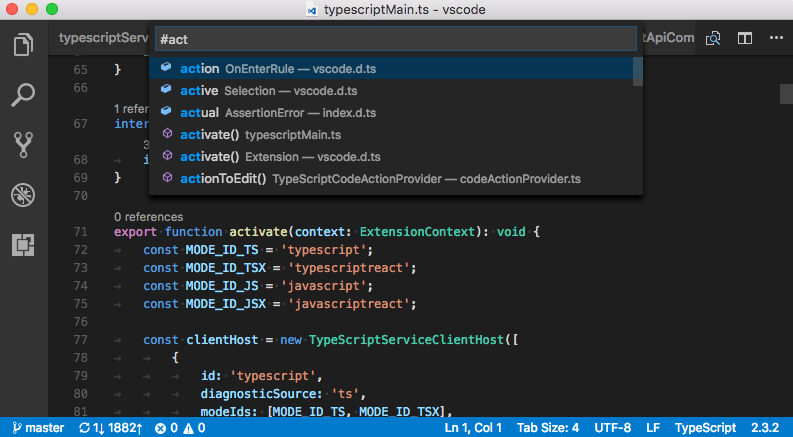 typescriptMain.ts - vscode
typescriptServ
#act
tApiCom
action OnEnterRule — vscode.d.ts
active Selection — vscode.d.ts
actual AssertionError — index.d.ts
activate() typescriptMain.ts
activate() Extension — vscode.d.ts
actionToEdit() TypeScriptCodeActionProvider — codeActionProvider.ts
65 }
66
1 refer
67 inter
3
68 i
69 }
70
0 references
71 export function activate(context: ExtensionContext): void {
72 const MODE_ID_TS = 'typescript';
73 const MODE_ID_TSX = 'typescriptreact';
74 const MODE_ID_JS = 'javascript';
75 const MODE_ID_JSX = 'javascriptreact';
76
77 const clientHost = new TypeScriptServiceClientHost([
78 {
79 id: 'typescript',
80 diagnosticSource: 'ts',
81 modeIds: [MODE_ID_TS, MODE_ID_TSX],
master 1↓ 1882↑ 0 0 Ln 1, Col 1 Tab Size: 4 UTF-8 LF TypeScript 2.3.2